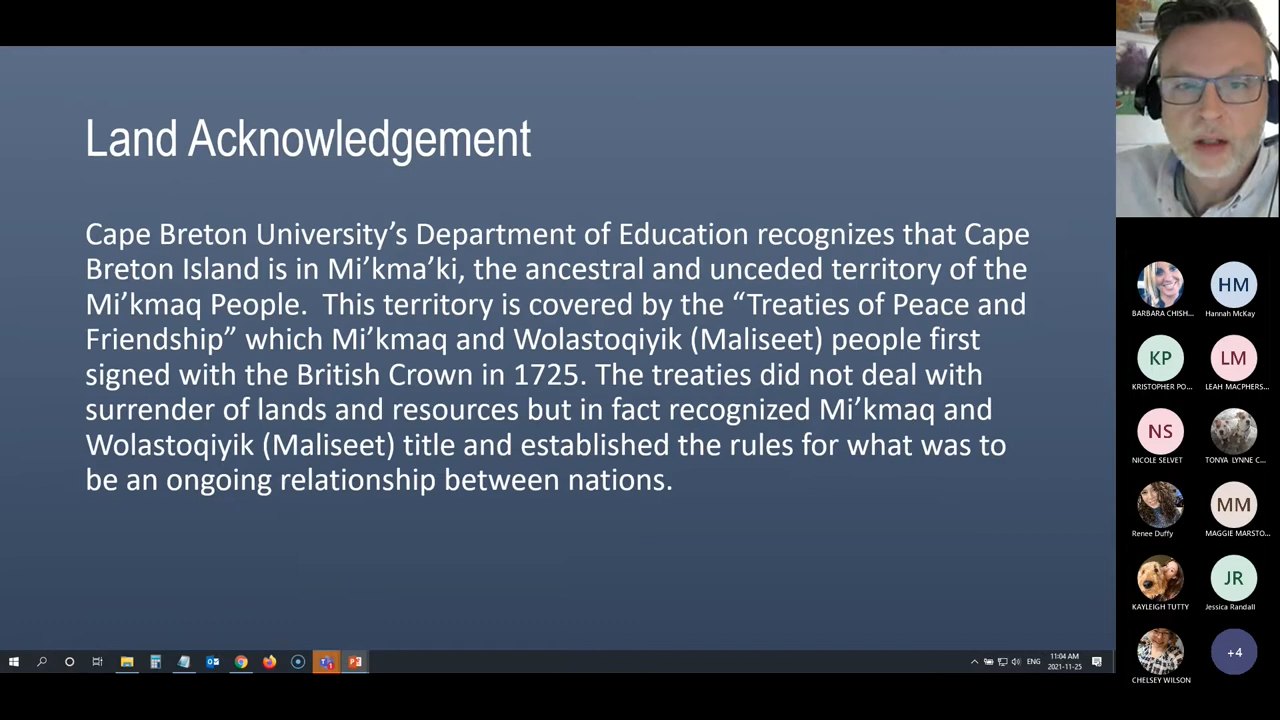 Land Acknowledgement
Cape Breton University’s Department of Education recognizes that Cape
Breton Island is in Mi’kma’ki, the ancestral and unceded territory of the
Mi’kmaq People.  This territory is covered by the “Treaties of Peace and
Friendship” which Mi’kmaq and Wolastoqiyik (Maliseet) people first
signed with the British Crown in 1725. The treaties did not deal with
surrender of lands and resources but in fact recognized Mi’kmaq and
Wolastoqiyik (Maliseet) title and established the rules for what was to
be an ongoing relationship between nations.
HM
BARBARA CHISH...
Hannah McKay
KP
LM
KRISTOPHER PO...
LEAH MACPHERS...
NS
NICOLE SELVET
TONYA LYNNE C...
MM
Renee Duffy
MAGGIE MARSTO...
JR
KAYLEIGH TUTTY
Jessica Randall
+4
CHELSEY WILSON
ENG
11:04 AM
2021-11-25